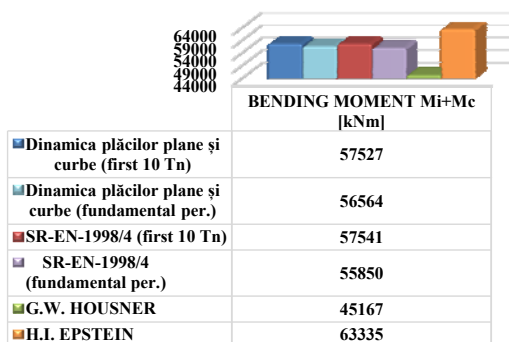 64000
59000
54000
49000
44000
BENDING MOMENT Mi+Mc
[kNm]
Dinamica plăcilor plane și
curbe (first 10 Tn)
57527
Dinamica plăcilor plane și
curbe (fundamental per.)
56564
SR-EN-1998/4 (first 10 Tn)
57541
SR-EN-1998/4
(fundamental per.)
55850
G.W. HOUSNER
45167
H.I. EPSTEIN
63335